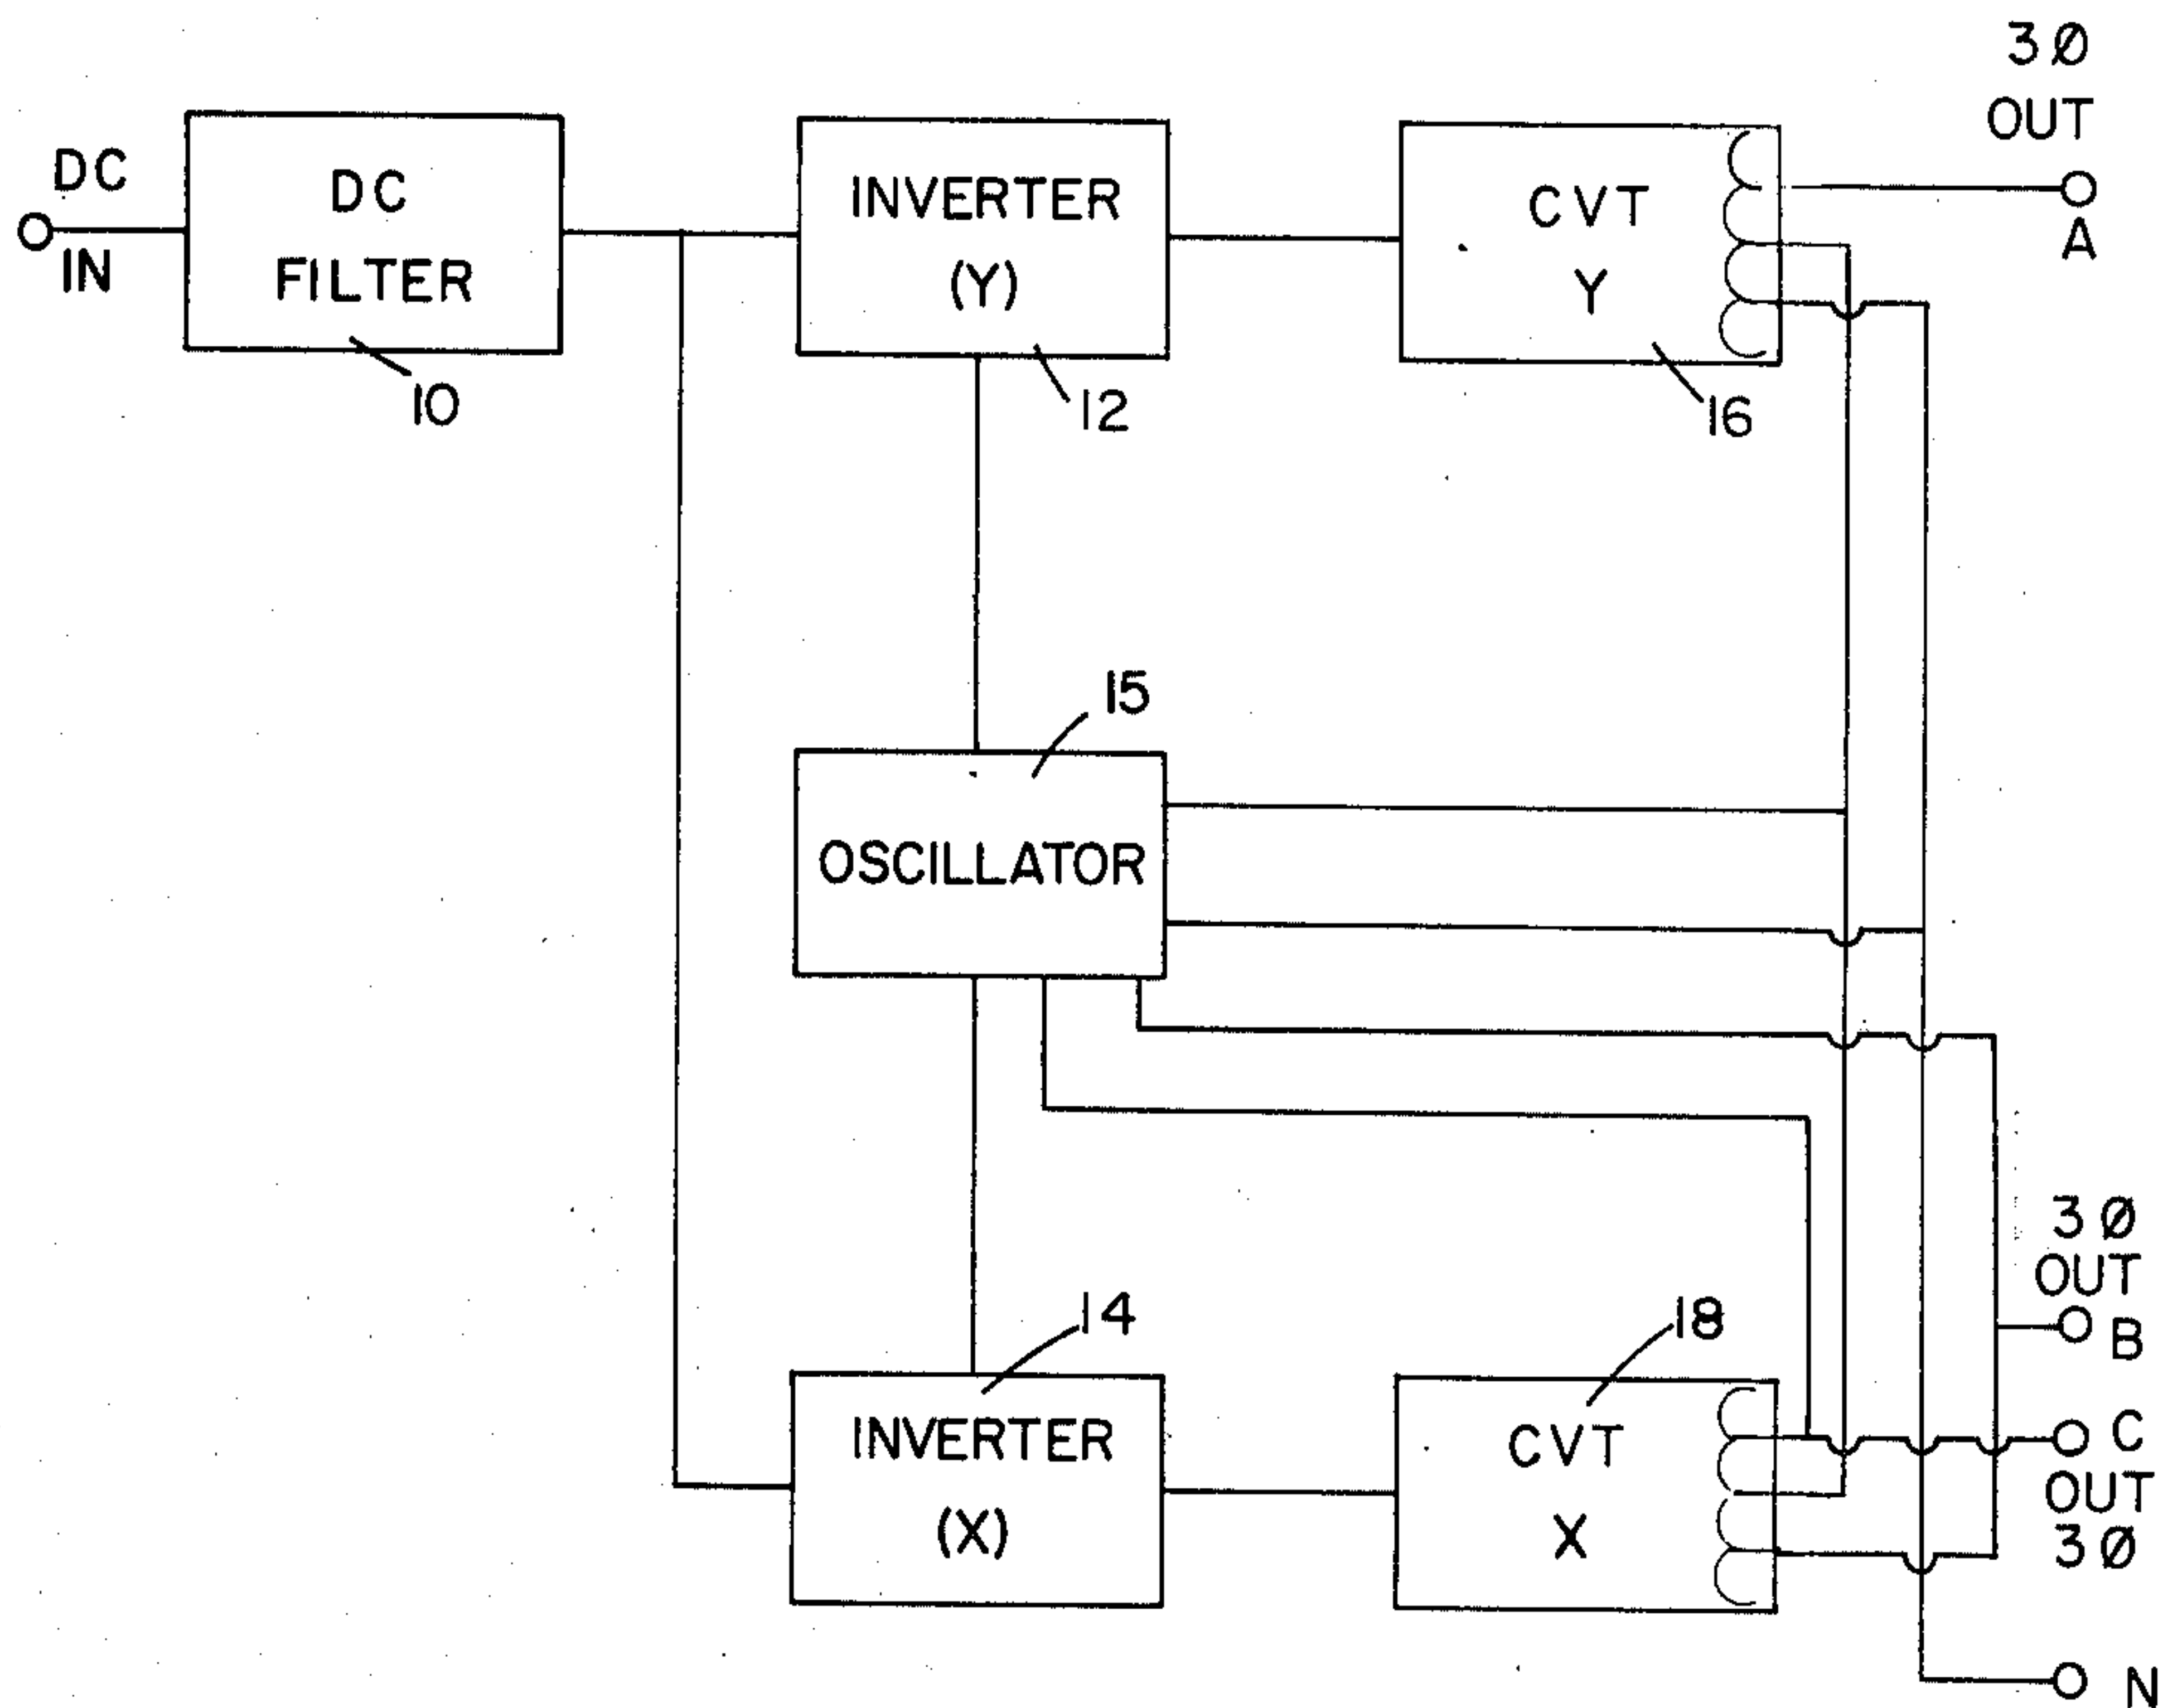 DC
IN
DC
FILTER
10
INVERTER
(Y)
12
CVT
Y
16
3Ø
OUT
A
15
OSCILLATOR
14
INVERTER
(X)
18
CVT
X
3Ø
OUT
B
C
OUT
3Ø
N